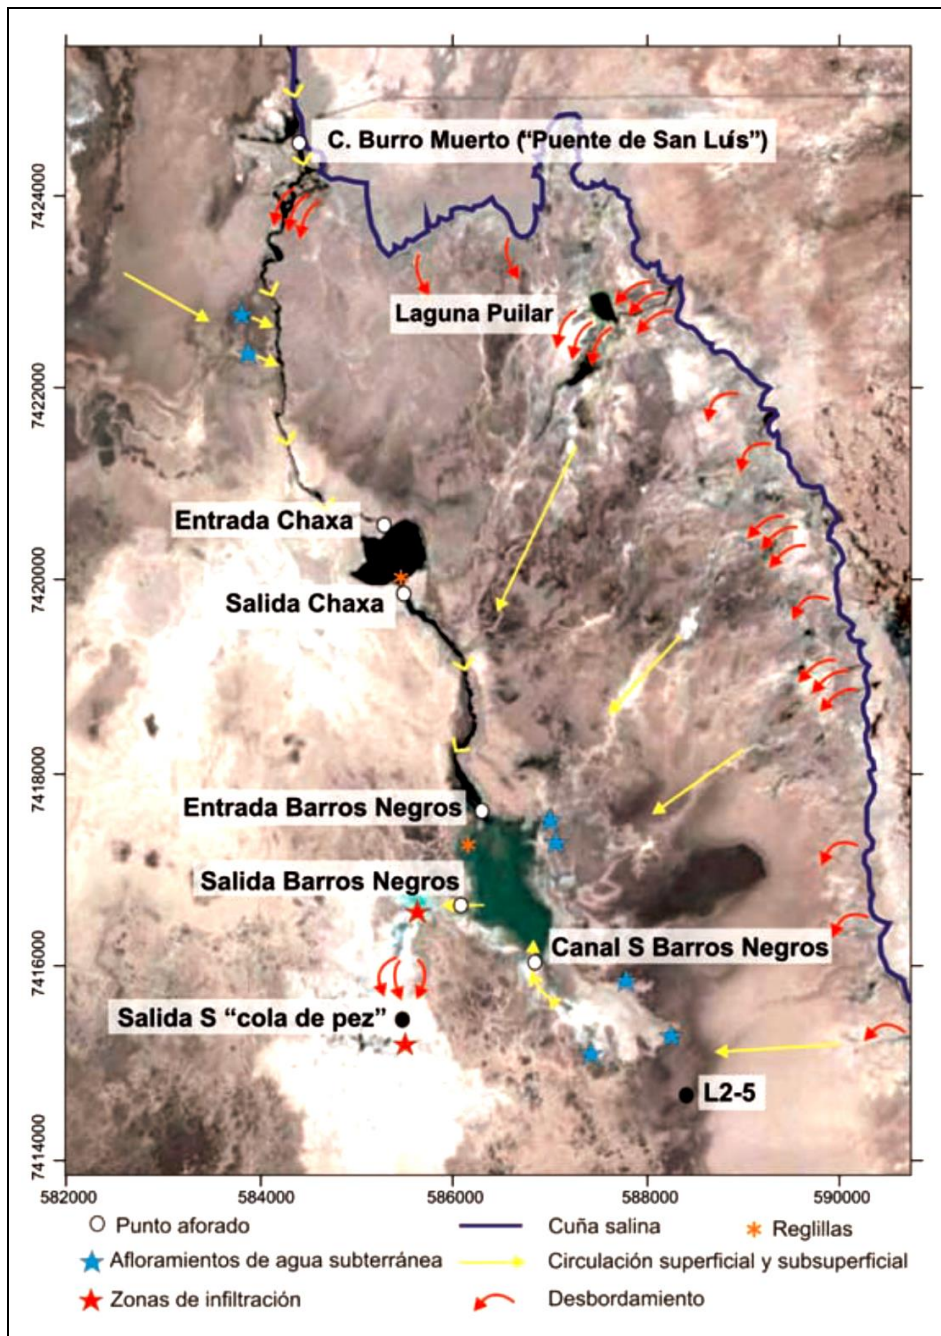 C. Burro Muerto (“Puente de San Luís”)
7424000
Laguna Puilar
7422000
Entrada Chaxa
7420000
Salida Chaxa
7418000
Entrada Barros Negros
Salida Barros Negros
Canal S Barros Negros
7416000
Salida S “cola de pez”
L2-5
7414000
582000 584000 586000 588000 590000
Punto aforado Cuña salina Reglillas
Afloramientos de agua subterránea Circulación superficial y subsuperficial
Zonas de infiltración Desbordamiento